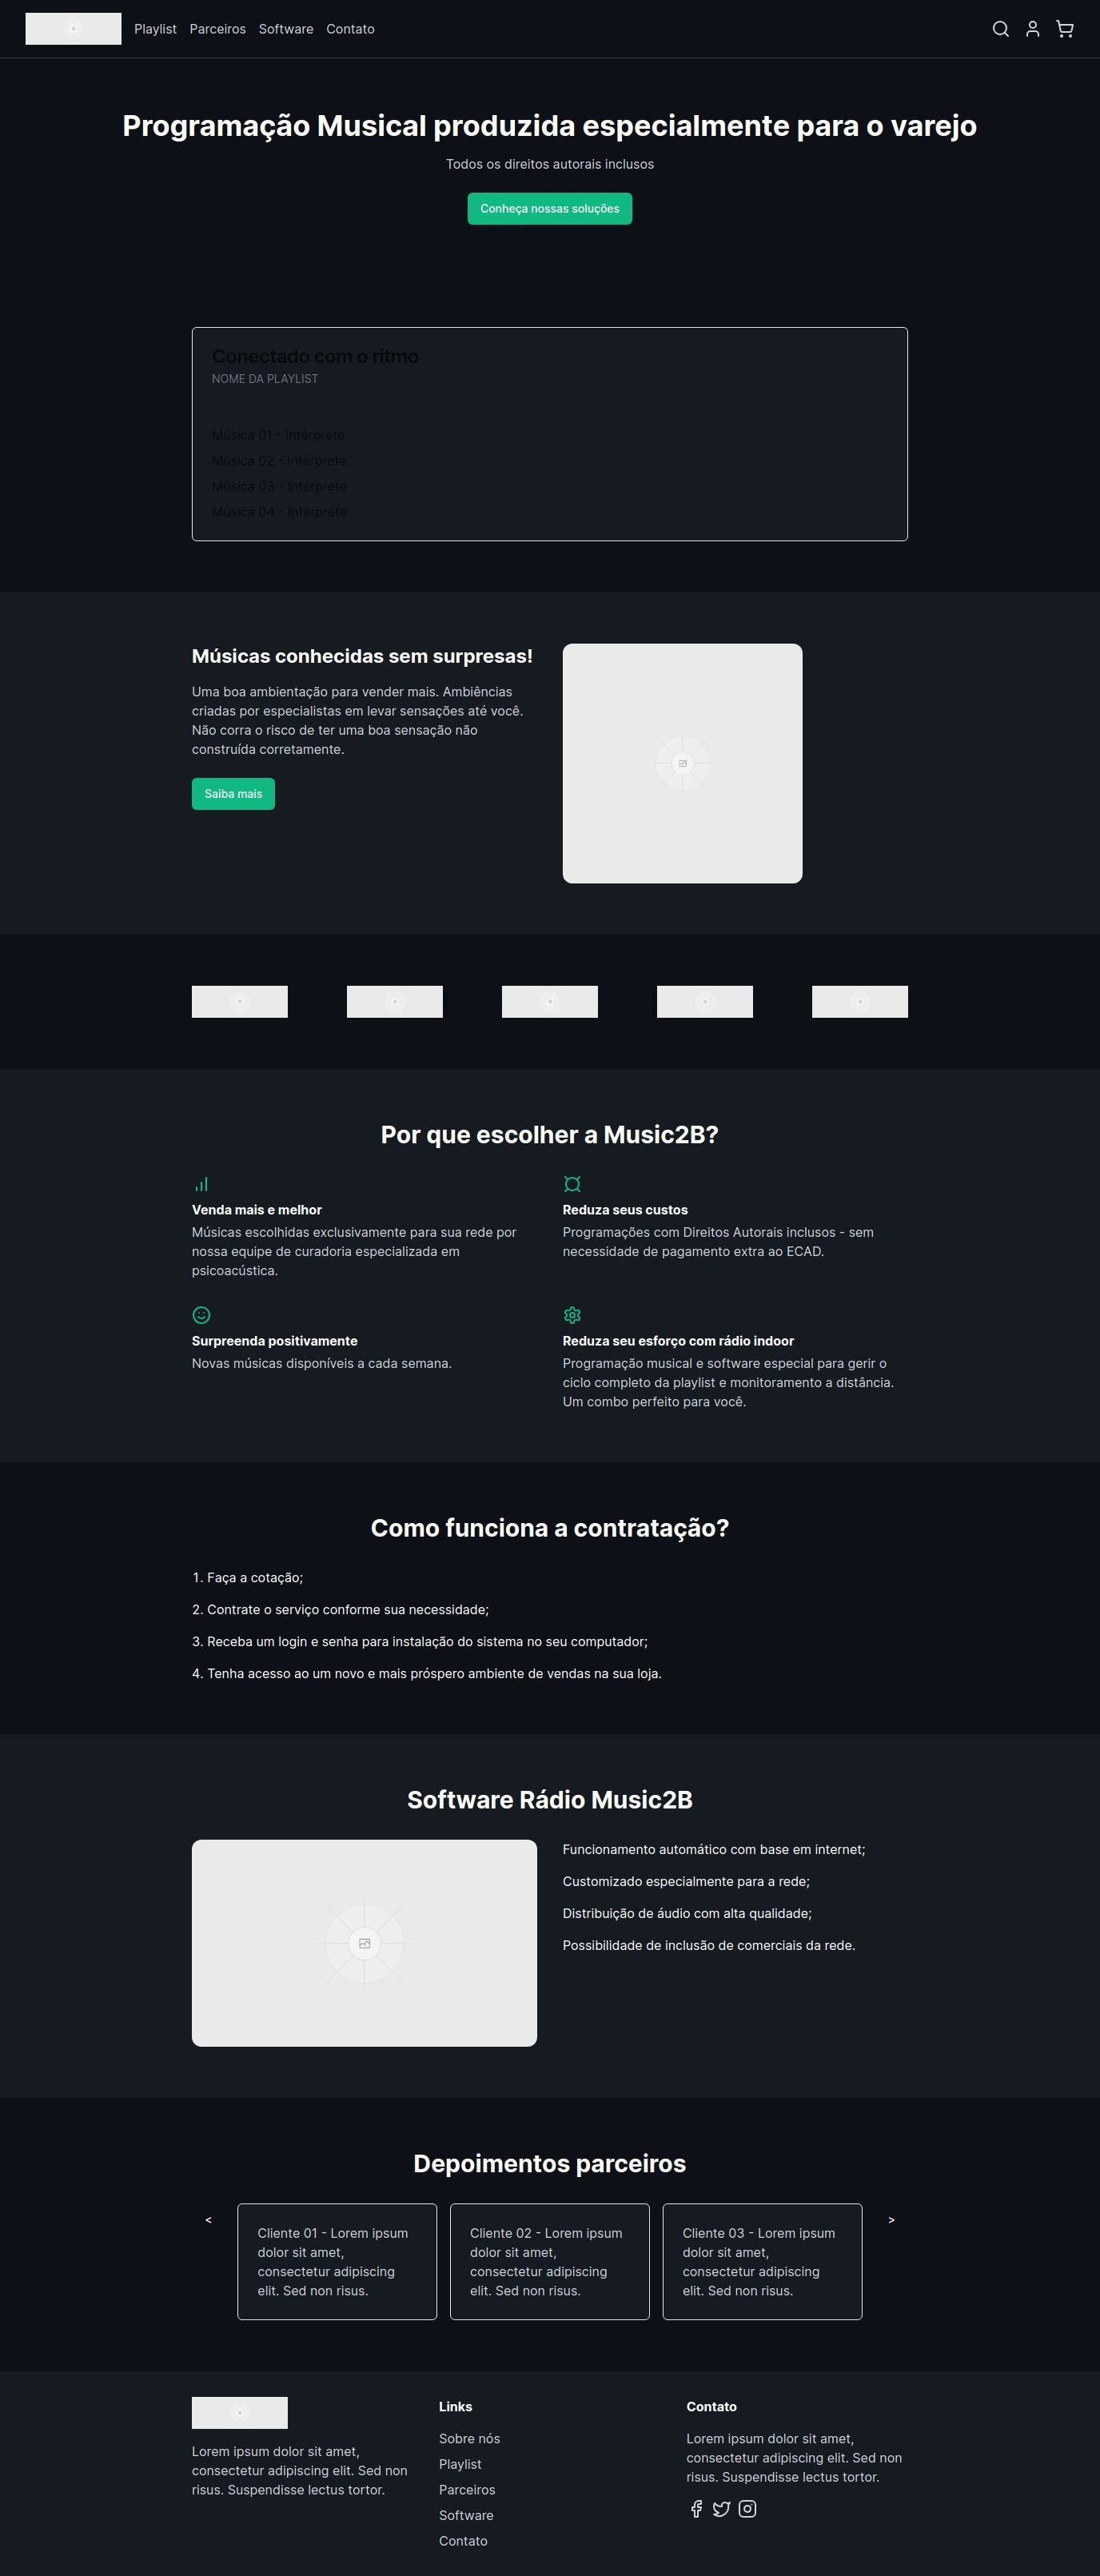 Playlist Parceiros Software Contato
Programação Musical produzida especialmente para o varejo
Todos os direitos autorais inclusos
Conheça nossas soluções
Conectado com o ritmo
NOME DA PLAYLIST
Música 01 - Intérprete
Música 02 - Intérprete
Música 03 - Intérprete
Música 04 - Intérprete
Músicas conhecidas sem surpresas!
Uma boa ambientação para vender mais. Ambiências
criadas por especialistas em levar sensações até você.
Não corra o risco de ter uma boa sensação não
construída corretamente.
Saiba mais
Por que escolher a Music2B?
Venda mais e melhor
Músicas escolhidas exclusivamente para sua rede por
nossa equipe de curadoria especializada em
psicoacústica.
Reduza seus custos
Programações com Direitos Autorais inclusos - sem
necessidade de pagamento extra ao ECAD.
Surpreenda positivamente
Novas músicas disponíveis a cada semana.
Reduza seu esforço com rádio indoor
Programação musical e software especial para gerir o
ciclo completo da playlist e monitoramento a distância.
Um combo perfeito para você.
Como funciona a contratação?
1. Faça a cotação;
2. Contrate o serviço conforme sua necessidade;
3. Receba um login e senha para instalação do sistema no seu computador;
4. Tenha acesso ao um novo e mais próspero ambiente de vendas na sua loja.
Software Rádio Music2B
Funcionamento automático com base em internet;
Customizado especialmente para a rede;
Distribuição de áudio com alta qualidade;
Possibilidade de inclusão de comerciais da rede.
Depoimentos parceiros
<
Cliente 01 - Lorem ipsum
dolor sit amet,
consectetur adipiscing
elit. Sed non risus.
Cliente 02 - Lorem ipsum
dolor sit amet,
consectetur adipiscing
elit. Sed non risus.
Cliente 03 - Lorem ipsum
dolor sit amet,
consectetur adipiscing
elit. Sed non risus.
>
Lorem ipsum dolor sit amet,
consectetur adipiscing elit. Sed non
risus. Suspendisse lectus tortor.
Links
Sobre nós
Playlist
Parceiros
Software
Contato
Contato
Lorem ipsum dolor sit amet,
consectetur adipiscing elit. Sed non
risus. Suspendisse lectus tortor.